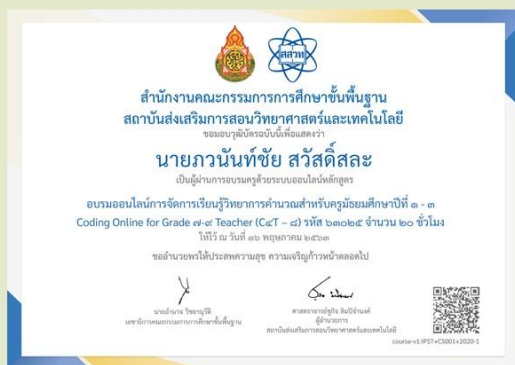 สสวท
สำนักงานคณะกรรมการการศึกษาขั้นพื้นฐาน
สถาบันส่งเสริมการสอนวิทยาศาสตร์และเทคโนโลยี
ขอมอบวุฒิบัตรฉบับนี้เพื่อแสดงว่า
นายภวนันท์ชัย สวัสดิ์สละ
เป็นผู้ผ่านการอบรมครูด้วยระบบออนไลน์หลักสูตร
อบรมออนไลน์การจัดการเรียนรู้วิทยาการคำนวณสำหรับครูมัธยมศึกษาปีที่ ๑ - ๓
Coding Online for Grade ๗-๙ Teacher (C๔T – ๘) รหัส ๖๓๐๒๕ จำนวน ๒๐ ชั่วโมง
ให้ไว้ ณ วันที่ ๑๖ พฤษภาคม ๒๕๖๓
ขออำนวยพรให้ประสพความสุข ความเจริญก้าวหน้าตลอดไป
นายอำนาจ วิชยานุวัติ
เลขาธิการคณะกรรมการการศึกษาขั้นพื้นฐาน
ศาสตราจารย์ชูกิจ ลิมปิจำนงค์
ผู้อำนวยการ
สถาบันส่งเสริมการสอนวิทยาศาสตร์และเทคโนโลยี
course-v1:IPST+CS001+2020-1